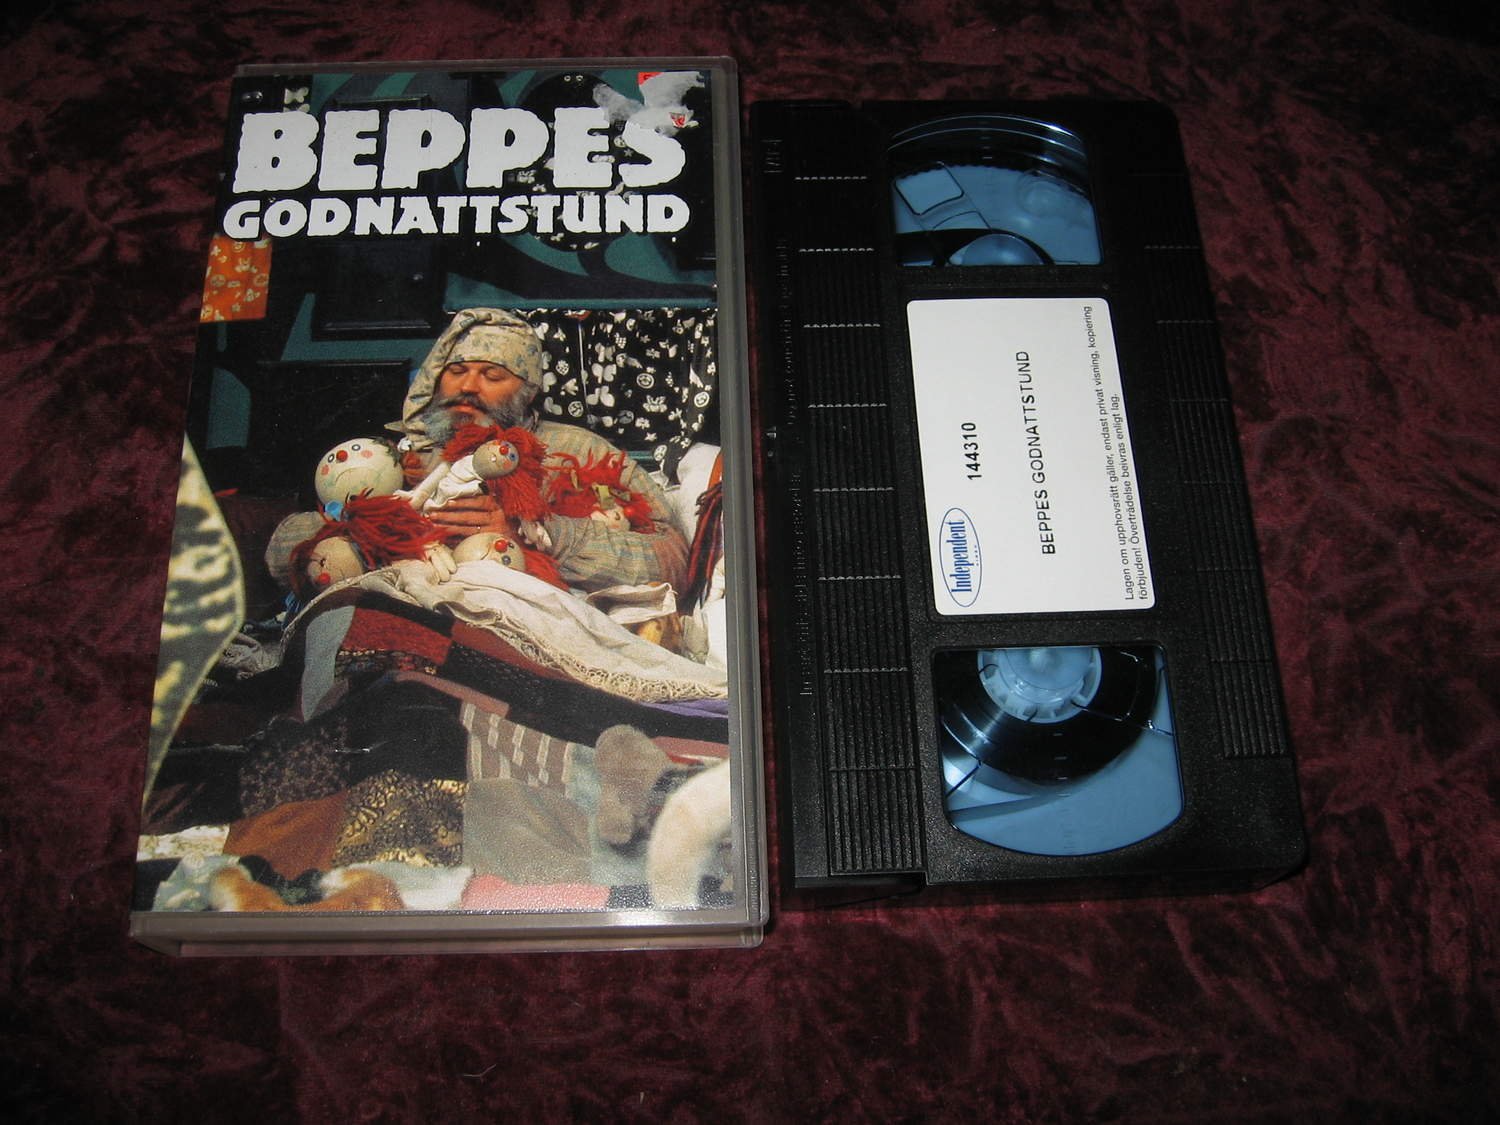 BEPPES
GODNATTSTUND
144310
BEPPES GODNATTSTUND
Independent
Lagen om upphovsrätt gäller, endast privat visning, kopiering
förbjuden! Överträdelse beivras enligt lag.